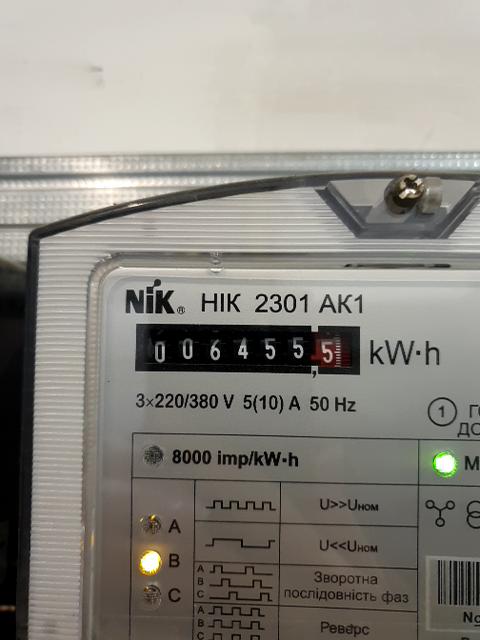 NiK® НІК 2301 АК1
006455,5 kW·h
3×220/380 V 5(10) A 50 Hz
1
8000 imp/kW·h
M
A
U>>Uном
B
U<<Uном
C
A
B
C
Зворотна
послідовність фаз
A
B
C
Реверс